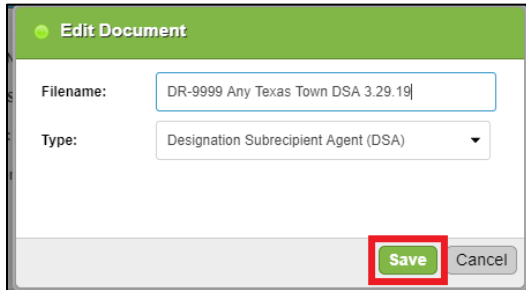 Edit Document
Filename: DR-9999 Any Texas Town DSA 3.29.19
Type: Designation Subrecipient Agent (DSA)
Save Cancel